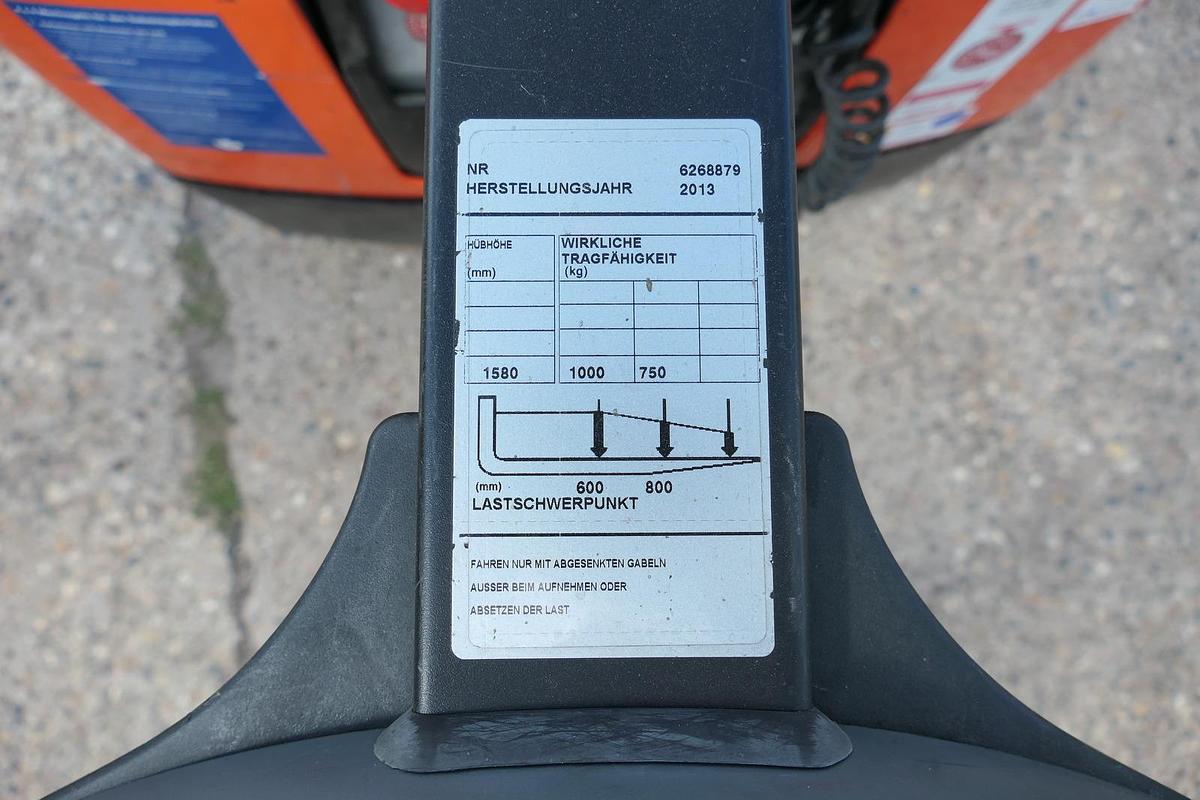 NR 6268879
HERSTELLUNGSJAHR 2013
HÜBHÖHE
(mm)
WIRKLICHE
TRAGFÄHIGKEIT
(kg)
1580 1000 750
(mm) 600 800
LASTSCHWERPUNKT
FAHREN NUR MIT ABGESENKTEN GABELN
AUSSER BEIM AUFNEHMEN ODER
ABSETZEN DER LAST